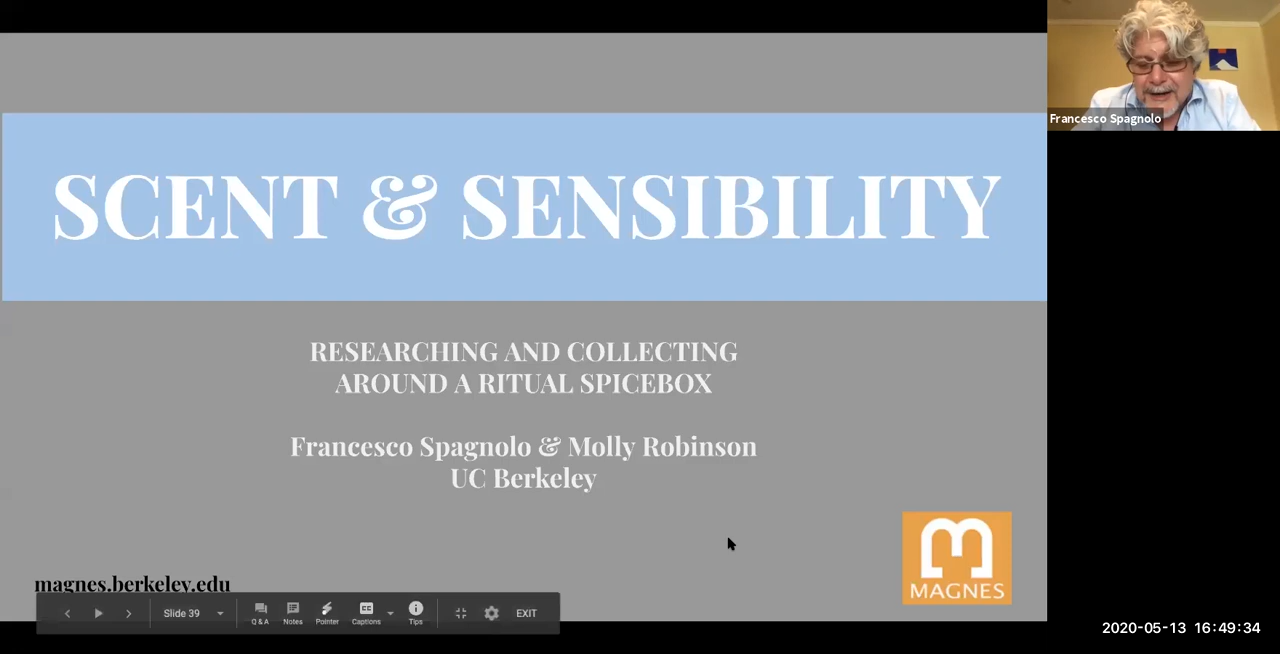 Francesco Spagnolo
SCENT & SENSIBILITY
RESEARCHING AND COLLECTING
AROUND A RITUAL SPICEBOX
Francesco Spagnolo & Molly Robinson
UC Berkeley
MAGNES
magnes.berkeley.edu
Slide 39
Q & A
Notes
Pointer
Captions
Tips
EXIT
CC
2020-05-13 16:49:34